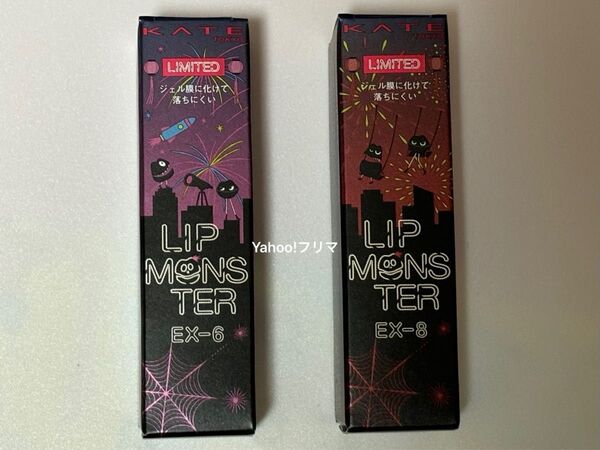 KATE
TOKYO
LIMITED
ジェル膜に化けて
落ちにくい
LIP
MONS
TER
EX-6
KATE
TOKYO
LIMITED
ジェル膜に化けて
落ちにくい
LIP
MONS
TER
EX-8
Yahoo!フリマ